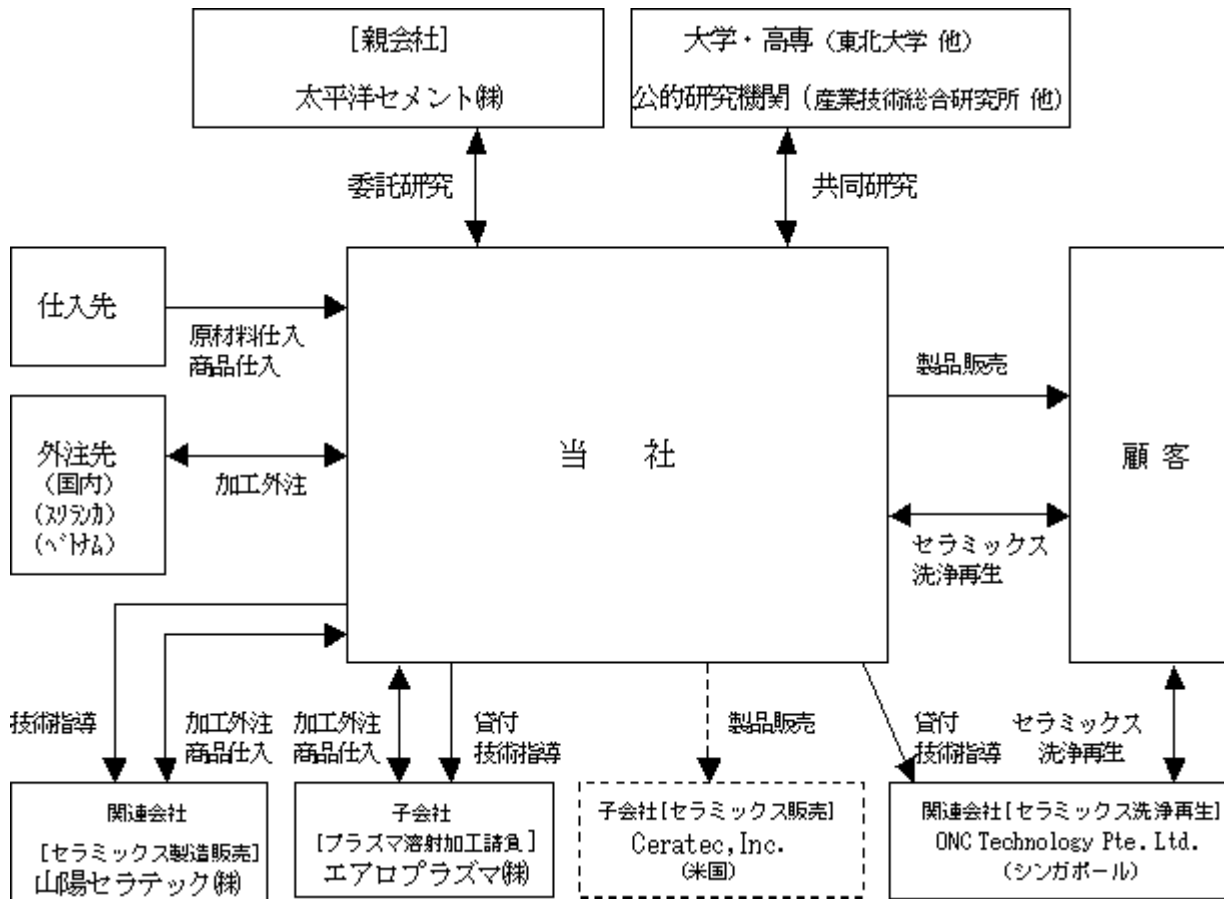 [親会社]
太平洋セメント㈱
大学・高専（東北大学 他）
公的研究機関（産業技術総合研究所 他）
委託研究
共同研究
仕入先
原材料仕入
商品仕入
外注先
（国内）
（ｽﾘﾗﾝｶ）
（ﾍﾞﾄﾅﾑ）
加工外注
当　社
製品販売
顧 客
セラミックス
洗浄再生
技術指導
加工外注
商品仕入
加工外注
商品仕入
貸付
技術指導
製品販売
貸付
技術指導
セラミックス
洗浄再生
関連会社
[セラミックス製造販売]
山陽セラテック㈱
子会社
[プラズマ溶射加工請負]
エアロプラズマ㈱
子会社[セラミックス販売]
Ceratec,Inc.
（米国）
関連会社[セラミックス洗浄再生]
ONC Technology Pte.Ltd.
（シンガポール）